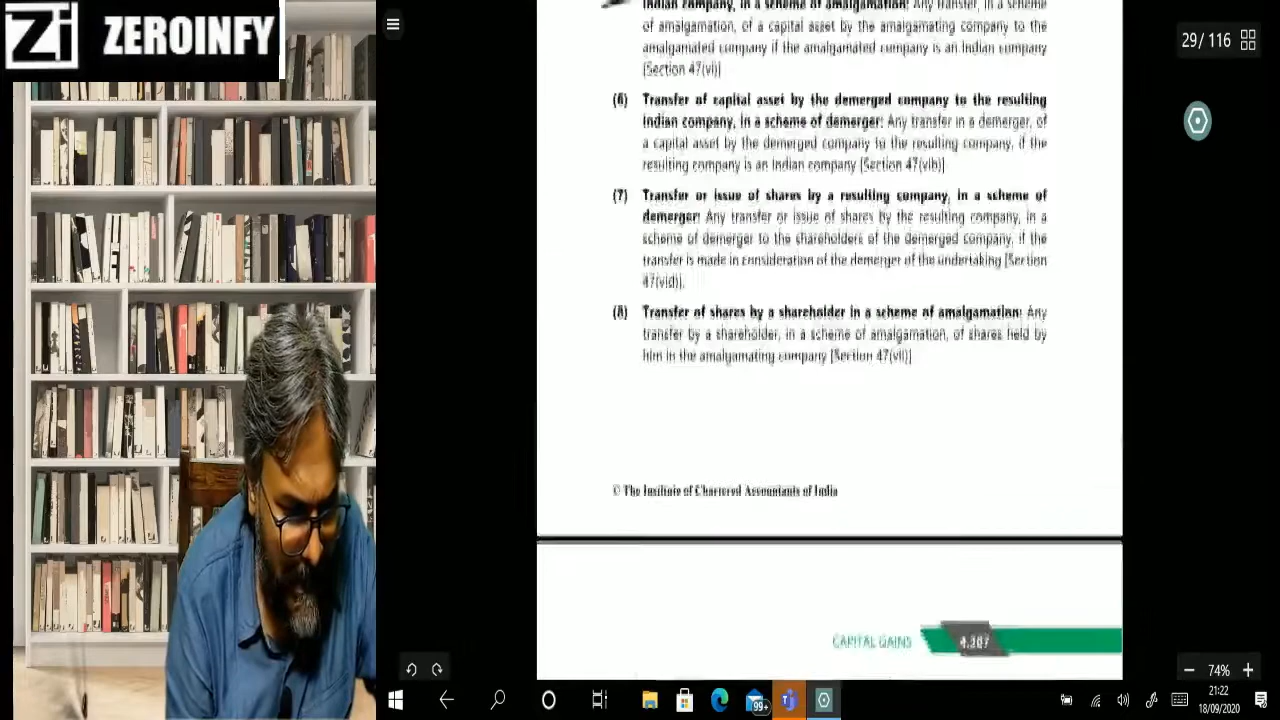 Zi ZEROINFY
29 / 116
Indian company, in a scheme of amalgamation: Any transfer, in a scheme
of amalgamation, of a capital asset by the amalgamating company to the
amalgamated company if the amalgamated company is an Indian company
[Section 47(vi)]
(6) Transfer of capital asset by the demerged company to the resulting
Indian company, in a scheme of demerger: Any transfer in a demerger, of
a capital asset by the demerged company to the resulting company, if the
resulting company is an Indian company [Section 47(vib)]
(7) Transfer or issue of shares by a resulting company, in a scheme of
demerger: Any transfer or issue of shares by the resulting company, in a
scheme of demerger to the shareholders of the demerged company, if the
transfer is made in consideration of the demerger of the undertaking [Section
47(vid)].
(8) Transfer of shares by a shareholder in a scheme of amalgamation: Any
transfer by a shareholder, in a scheme of amalgamation, of shares held by
him in the amalgamating company [Section 47(vii)]
© The Institute of Chartered Accountants of India
CAPITAL GAINS
74%
99+
21:22
18/09/2020